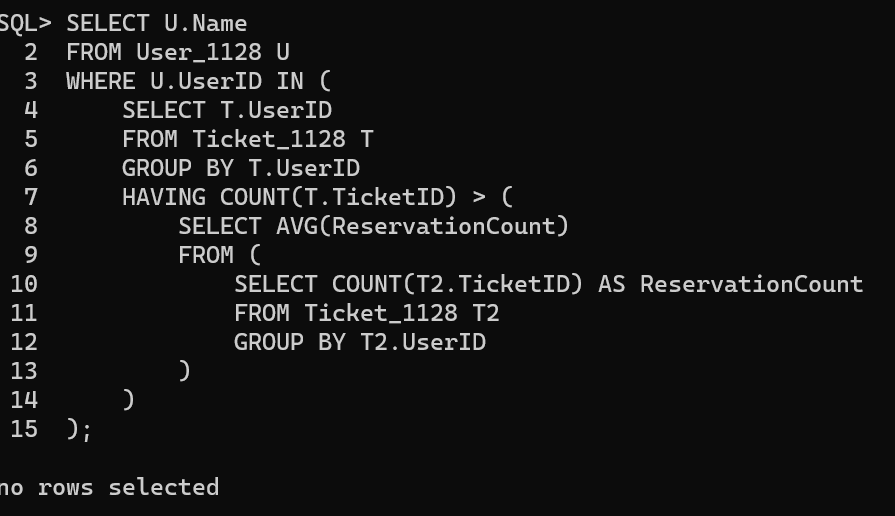 SQL> SELECT U.Name
2 FROM User_1128 U
3 WHERE U.UserID IN (
4 SELECT T.UserID
5 FROM Ticket_1128 T
6 GROUP BY T.UserID
7 HAVING COUNT(T.TicketID) > (
8 SELECT AVG(ReservationCount)
9 FROM (
10 SELECT COUNT(T2.TicketID) AS ReservationCount
11 FROM Ticket_1128 T2
12 GROUP BY T2.UserID
13 )
14 )
15 );
no rows selected